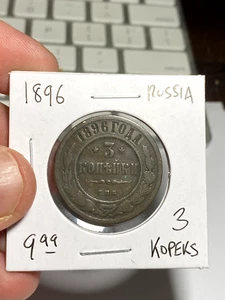 1896
RUSSIA
1896 ГОДА
3
КОПѢЙКИ
С.П.Б.
3
9.99
KOPEKS